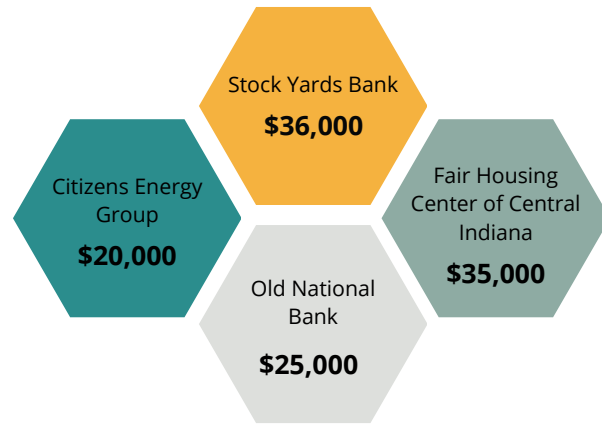 Stock Yards Bank
$36,000
Citizens Energy
Group
$20,000
Fair Housing
Center of Central
Indiana
$35,000
Old National
Bank
$25,000